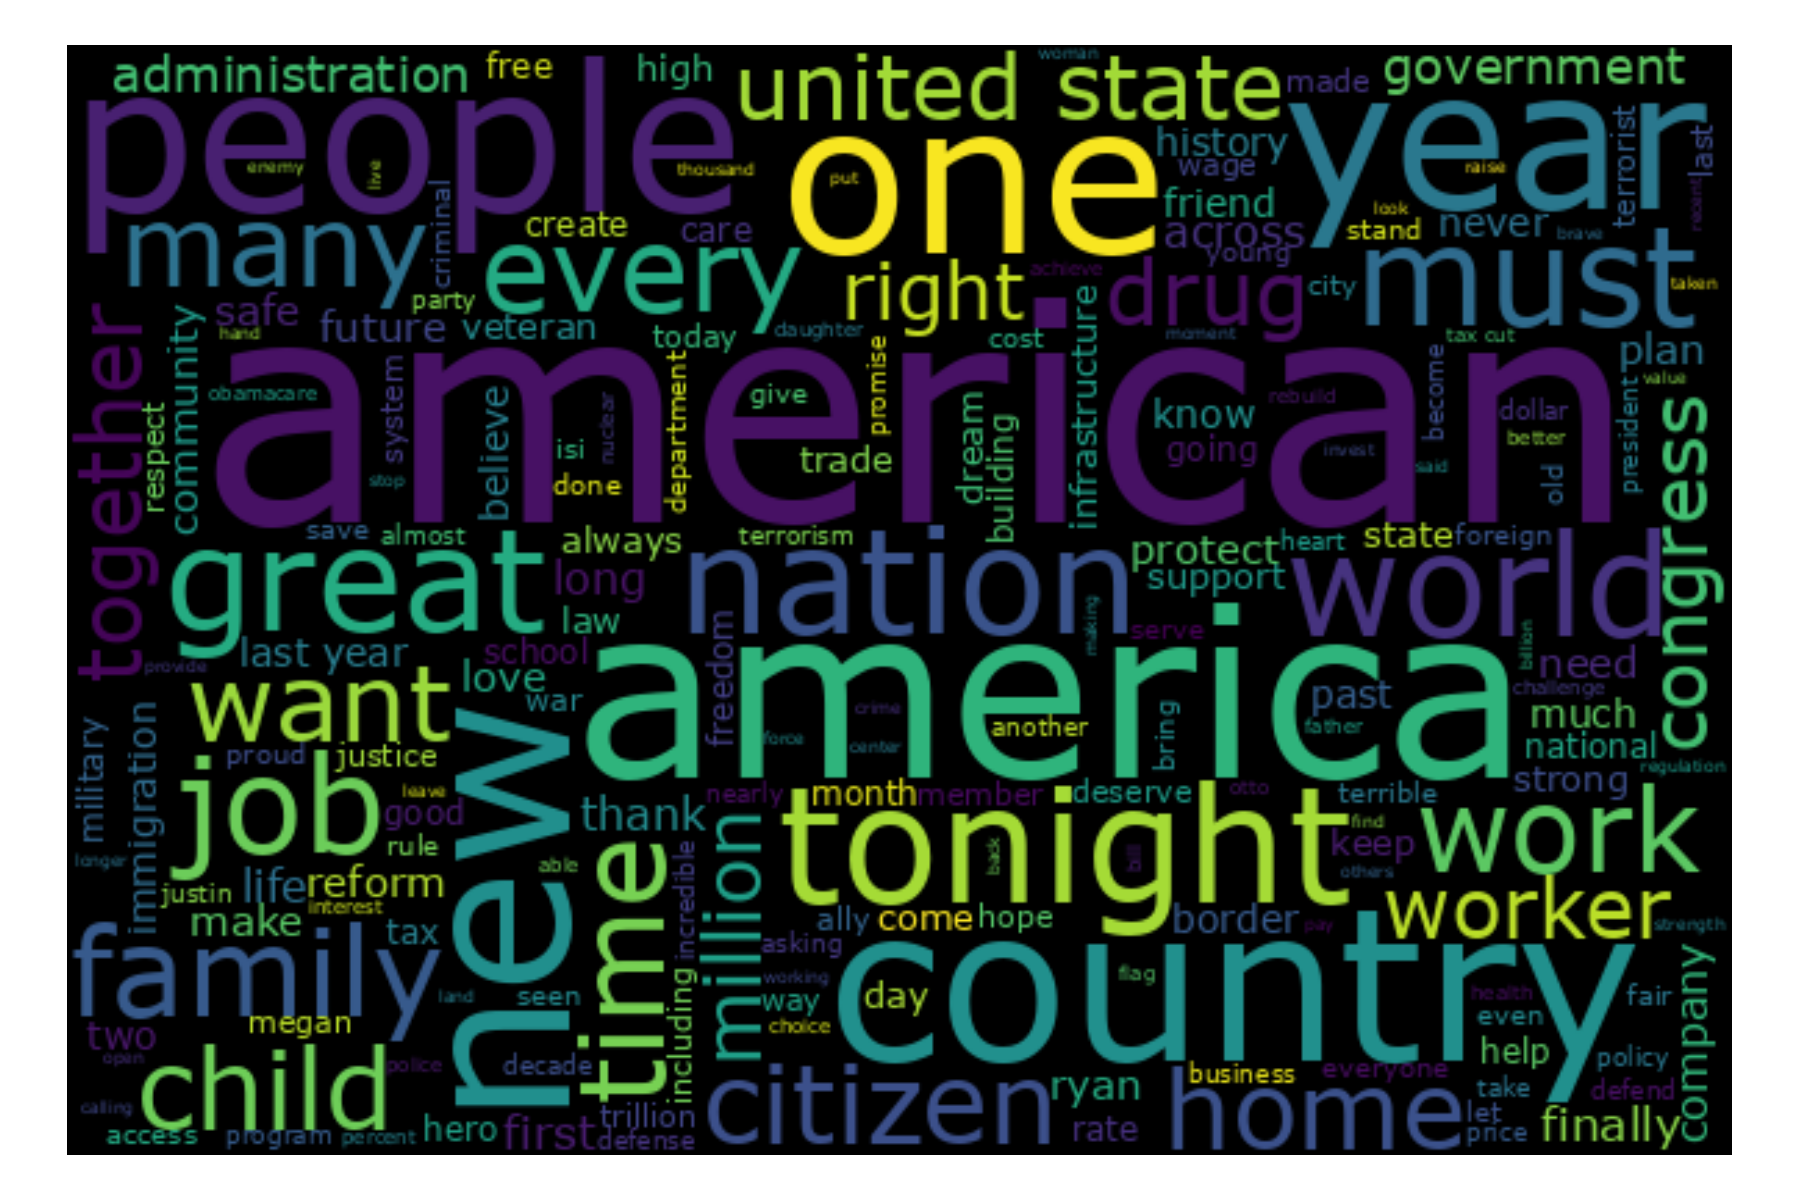 administration
free
high
united state
woman
made
government
people
one
year
history
wage
terrorist
last
enemy
live
thousand
put
raise
recent
many
criminal
create
care
every
friend
across
young
look
stand
never
brave
must
taken
party
right
achieve
drug
city
together
safe
hand
future
veteran
today
daughter
cost
infrastructure
moment
tax cut
plan
value
community
american
obamacare
respect
system
stop
believe
isi
nuclear
done
department
give
promise
trade
dream
building
know
going
rebuild
invest
become
said
dollar
better
old
president
congress
save
almost
always
terrorism
protect
heart
state
foreign
great
long
nation
support
world
law
last year
school
provide
freedom
america
serve
making
billion
need
challenge
want
love
war
new
crime
another
force
center
bring
past
father
much
national
regulation
military
immigration
proud
justice
job
leave
good
rule
thank
nearly
month
member
deserve
otto
terrible
strong
longer
justin
life
reform
interest
able
time
incredible
million
tonight
back
bill
find
keep
others
work
make
tax
family
ally
come
hope
border
pay
worker
strength
asking
working
way
choice
day
country
flag
health
even
fair
company
land
seen
including
two
megan
open
police
child
decade
calling
access
program
percent
hero
first
trillion
defense
citizen
ryan
rate
business
home
everyone
help
take
let
price
policy
defend
finally